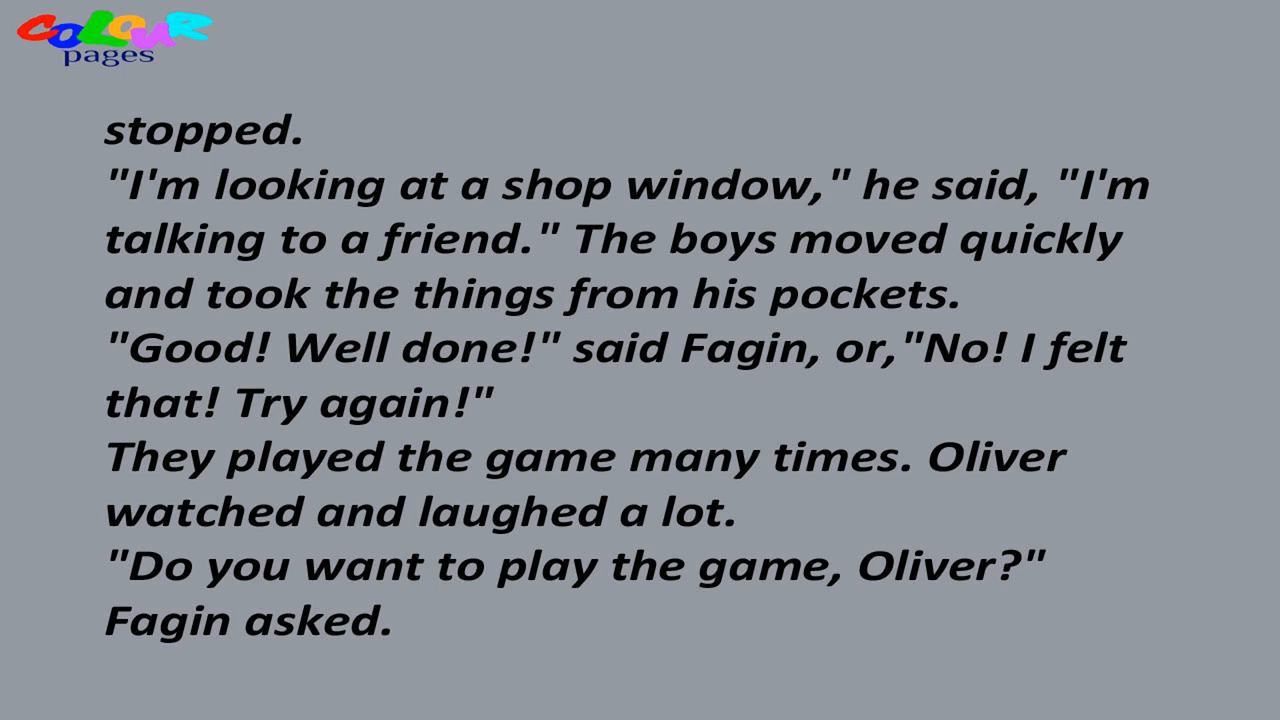 COLOUR
pages
stopped.
"I'm looking at a shop window," he said, "I'm
talking to a friend." The boys moved quickly
and took the things from his pockets.
"Good! Well done!" said Fagin, or,"No! I felt
that! Try again!"
They played the game many times. Oliver
watched and laughed a lot.
"Do you want to play the game, Oliver?"
Fagin asked.